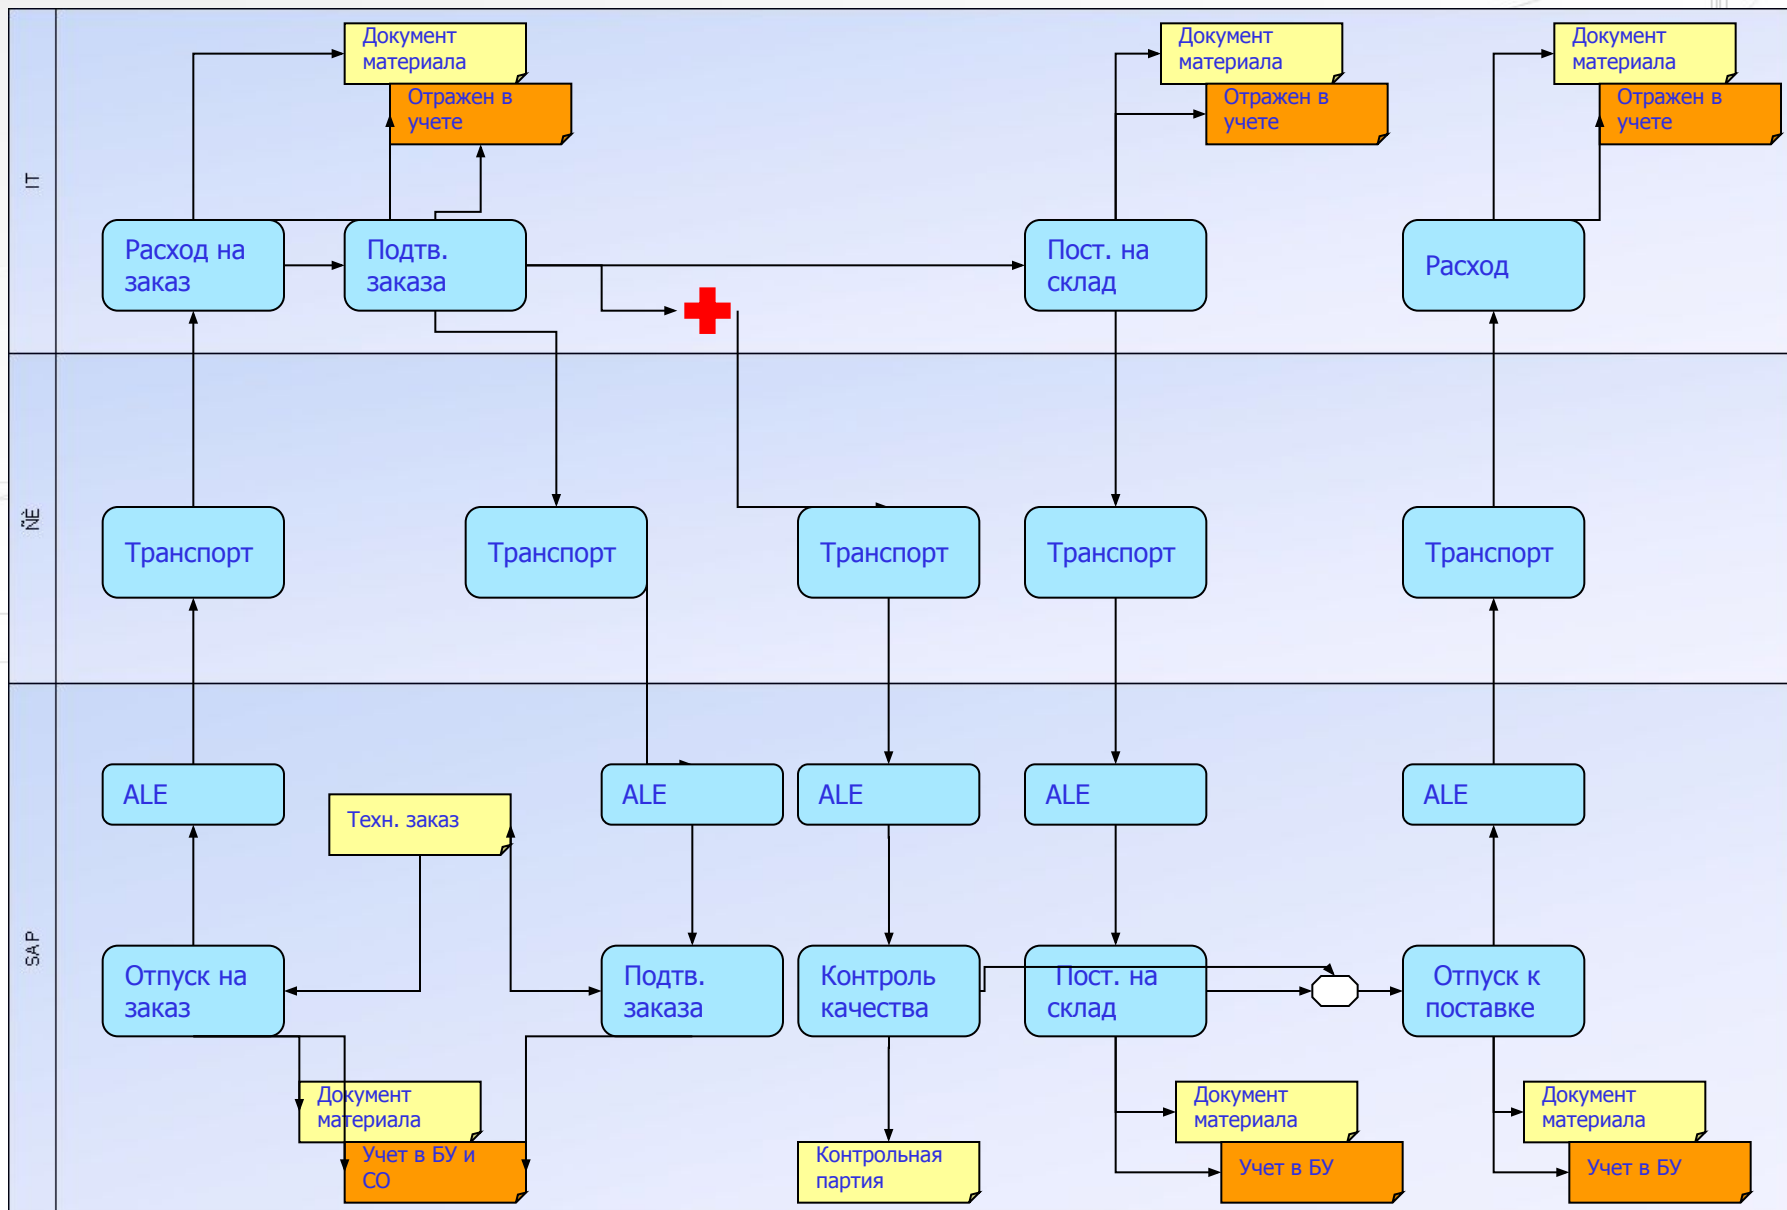 Документ
материала
Отражен в
учете
Документ
материала
Отражен в
учете
Документ
материала
Отражен в
учете
IT
Расход на
заказ
Подтв.
заказа
Пост. на
склад
Расход
ÑÈ
Транспорт
Транспорт
Транспорт
Транспорт
Транспорт
SAP
ALE
ALE
ALE
ALE
ALE
Техн. заказ
Отпуск на
заказ
Подтв.
заказа
Контроль
качества
Пост. на
склад
Отпуск к
поставке
Документ
материала
Учет в БУ и
СО
Контрольная
партия
Документ
материала
Учет в БУ
Документ
материала
Учет в БУ